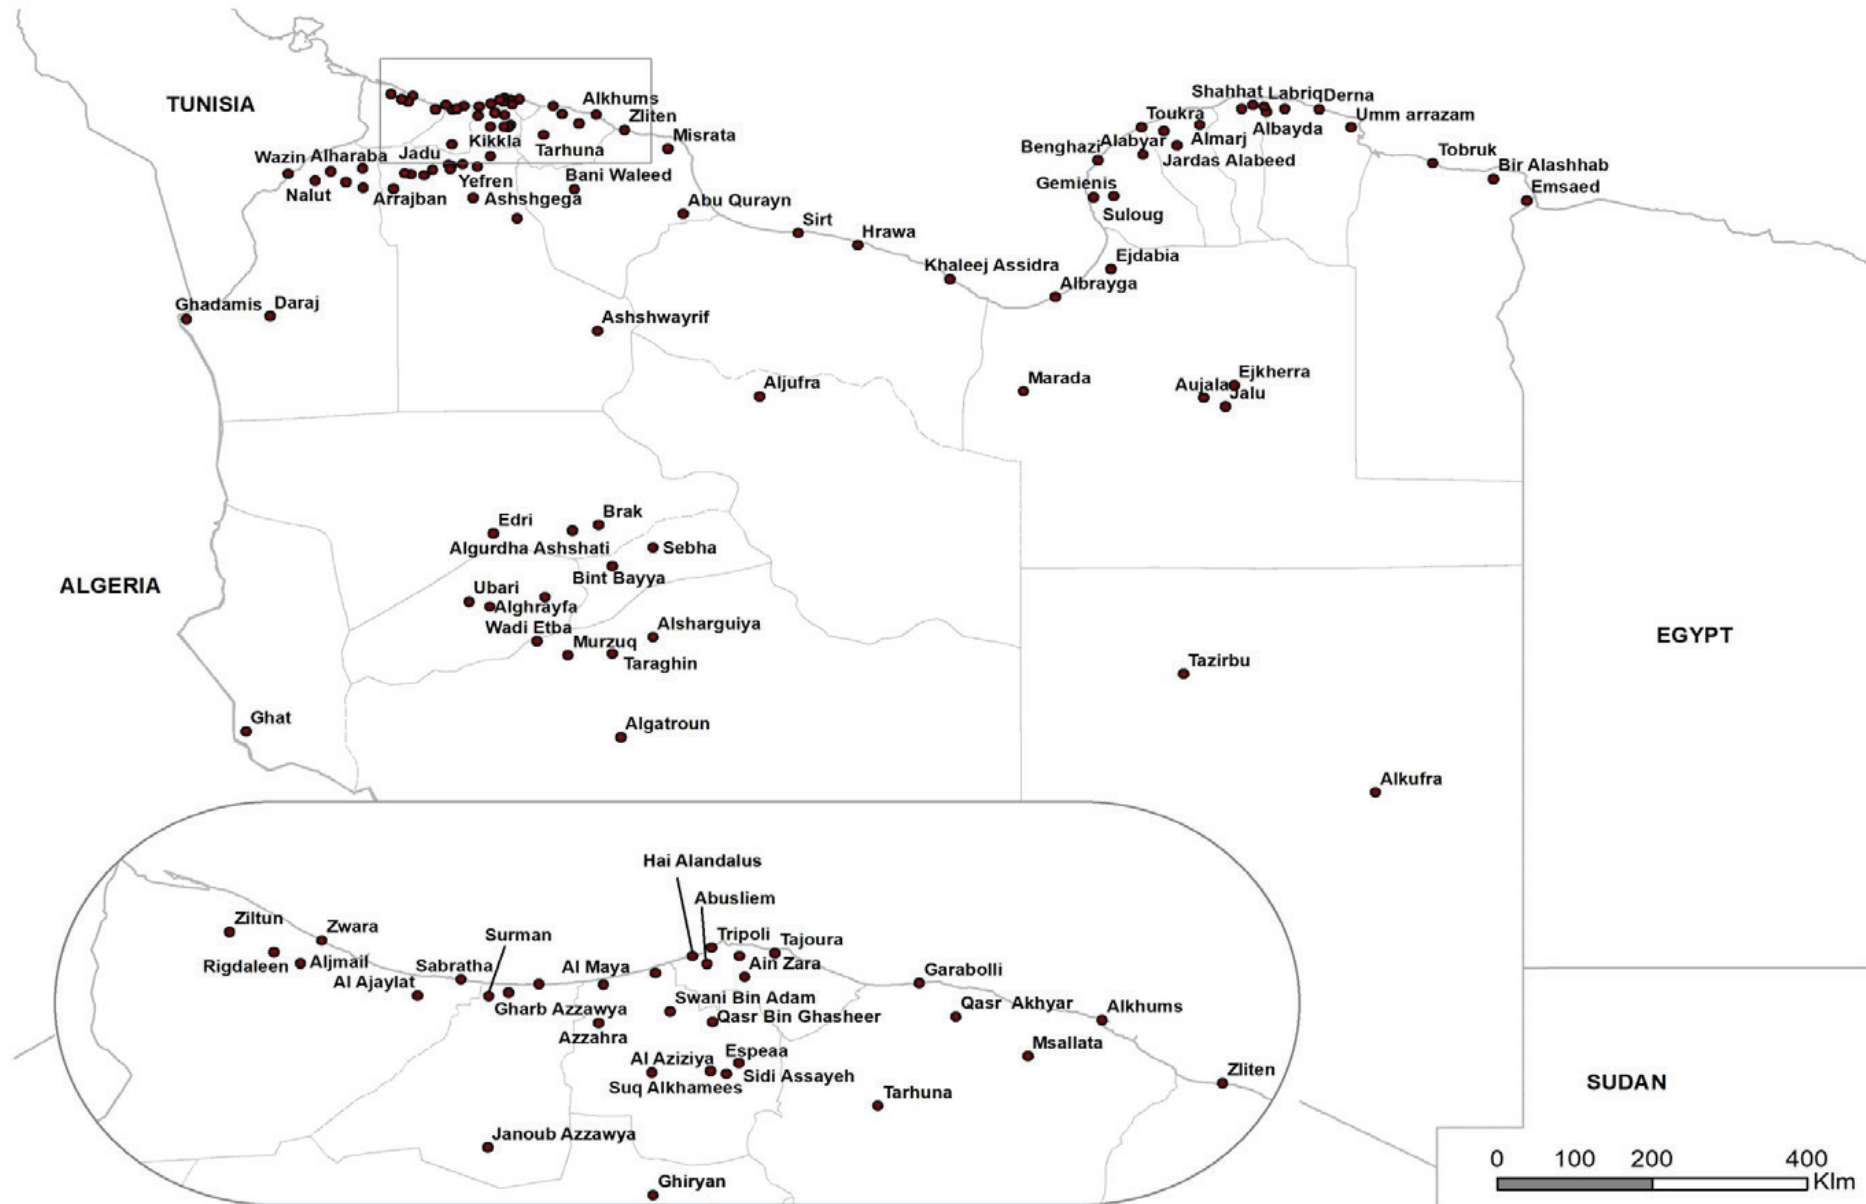 TUNISIA
Alkhums
Zliten
Misrata
Kikkla
Tarhuna
Wazin
Alharaba
Jadu
Nalut
Arrajban
Yefren
Ashshgega
Bani Waleed
Abu Qurayn
Sirt
Hrawa
Khaleej Assidra
Albrayga
Ejdabia
Shahhat
Labriq
Derna
Toukra
Umm arrazam
Albayda
Almarj
Alabyar
Benghazi
Jardas Alabeed
Tobruk
Bir Alashhab
Emsaed
Gemienis
Suloug
Ghadamis
Daraj
Ashshwayrif
Aljufra
Marada
Ejkherra
Aujala
Jalu
Edri
Brak
Algurdha Ashshati
Sebha
Bint Bayya
ALGERIA
Ubari
Alghrayfa
Wadi Etba
Alsharguiya
Murzuq
Taraghin
EGYPT
Tazirbu
Ghat
Algatroun
Alkufra
Hai Alandalus
Abusliem
Ziltun
Zwara
Surman
Tripoli
Tajoura
Rigdaleen
Aljmail
Sabratha
Al Maya
Ain Zara
Garabolli
Al Ajaylat
Gharb Azzawya
Swani Bin Adam
Qasr Akhyar
Alkhums
Qasr Bin Ghasheer
Azzahra
Msallata
Al Aziziya
Espeaa
Suq Alkhamees
Sidi Assayeh
Zliten
Tarhuna
SUDAN
Janoub Azzawya
Ghiryan
0 100 200 400
Klm